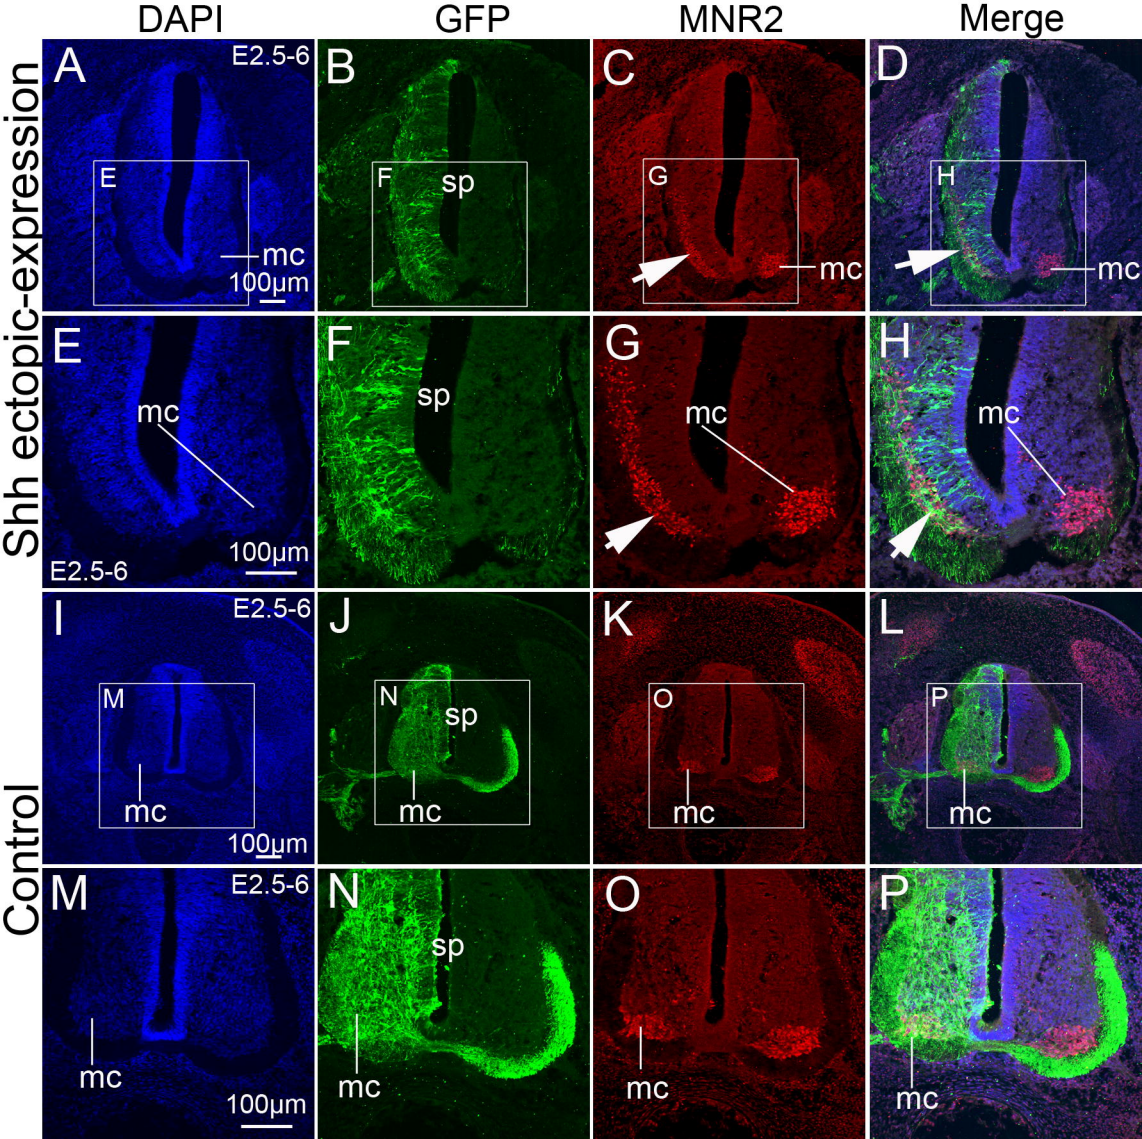 DAPI GFP MNR2 Merge
Shh ectopic-expression
A E2.5-6 B C D
E F G H
sp
mc mc mc
100µm
E F G H
mc sp mc mc
100µm
E2.5-6
I E2.5-6 J K L
M N O P
sp
mc mc mc mc
100µm
Control
M E2.5-6 N O P
sp
mc mc mc mc
100µm